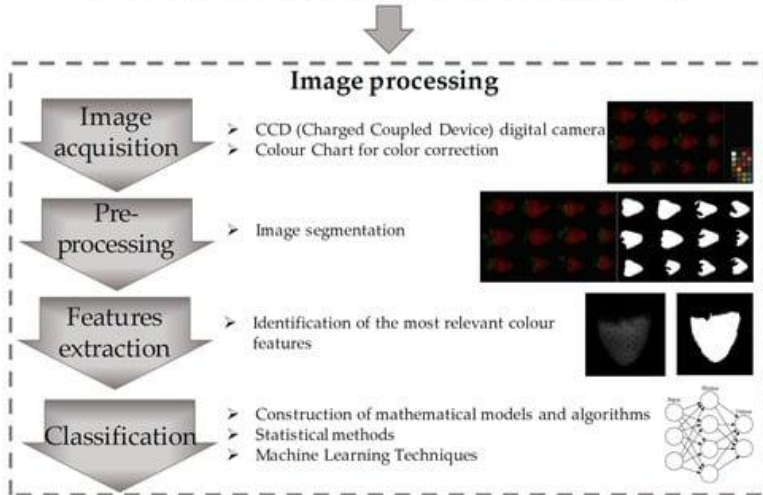 Image processing
Image
acquisition
➢ CCD (Charged Coupled Device) digital camera
➢ Colour Chart for color correction
Pre-
processing
➢ Image segmentation
Features
extraction
➢ Identification of the most relevant colour
features
Classification
➢ Construction of mathematical models and algorithms
➢ Statistical methods
➢ Machine Learning Techniques